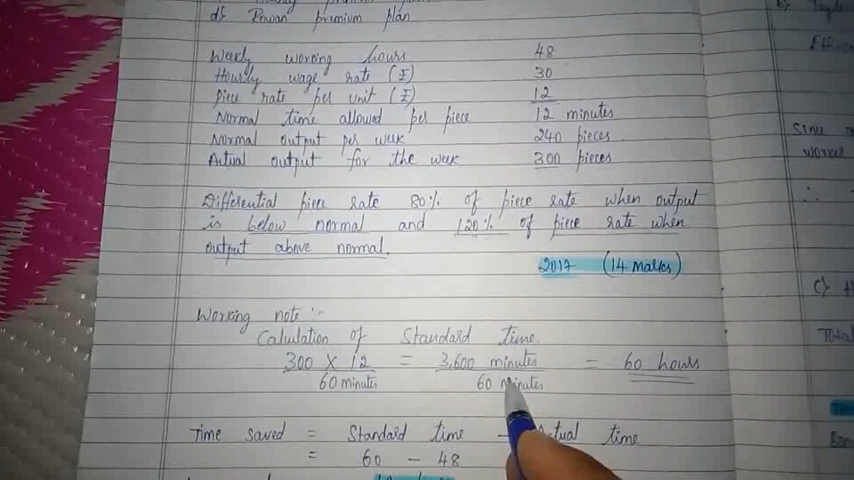 d) Rowan premium plan
Weekly working hours 48
Hourly wage rate (₹) 30
Piece rate per unit (₹) 12
Normal time allowed per piece 12 minutes
Normal output per week 240 pieces
Actual output for the week 300 pieces
Differential piece rate 80% of piece rate when output
is below normal and 120% of piece rate when
output above normal.
2017 (14 Marks)
Working note :-
Calculation of Standard time.
300 X 12 = 3,600 minutes = 60 hours
60 minutes 60 minutes
Time saved = Standard time - Actual time
= 60 - 48
Since
worker
∴
c)
Total